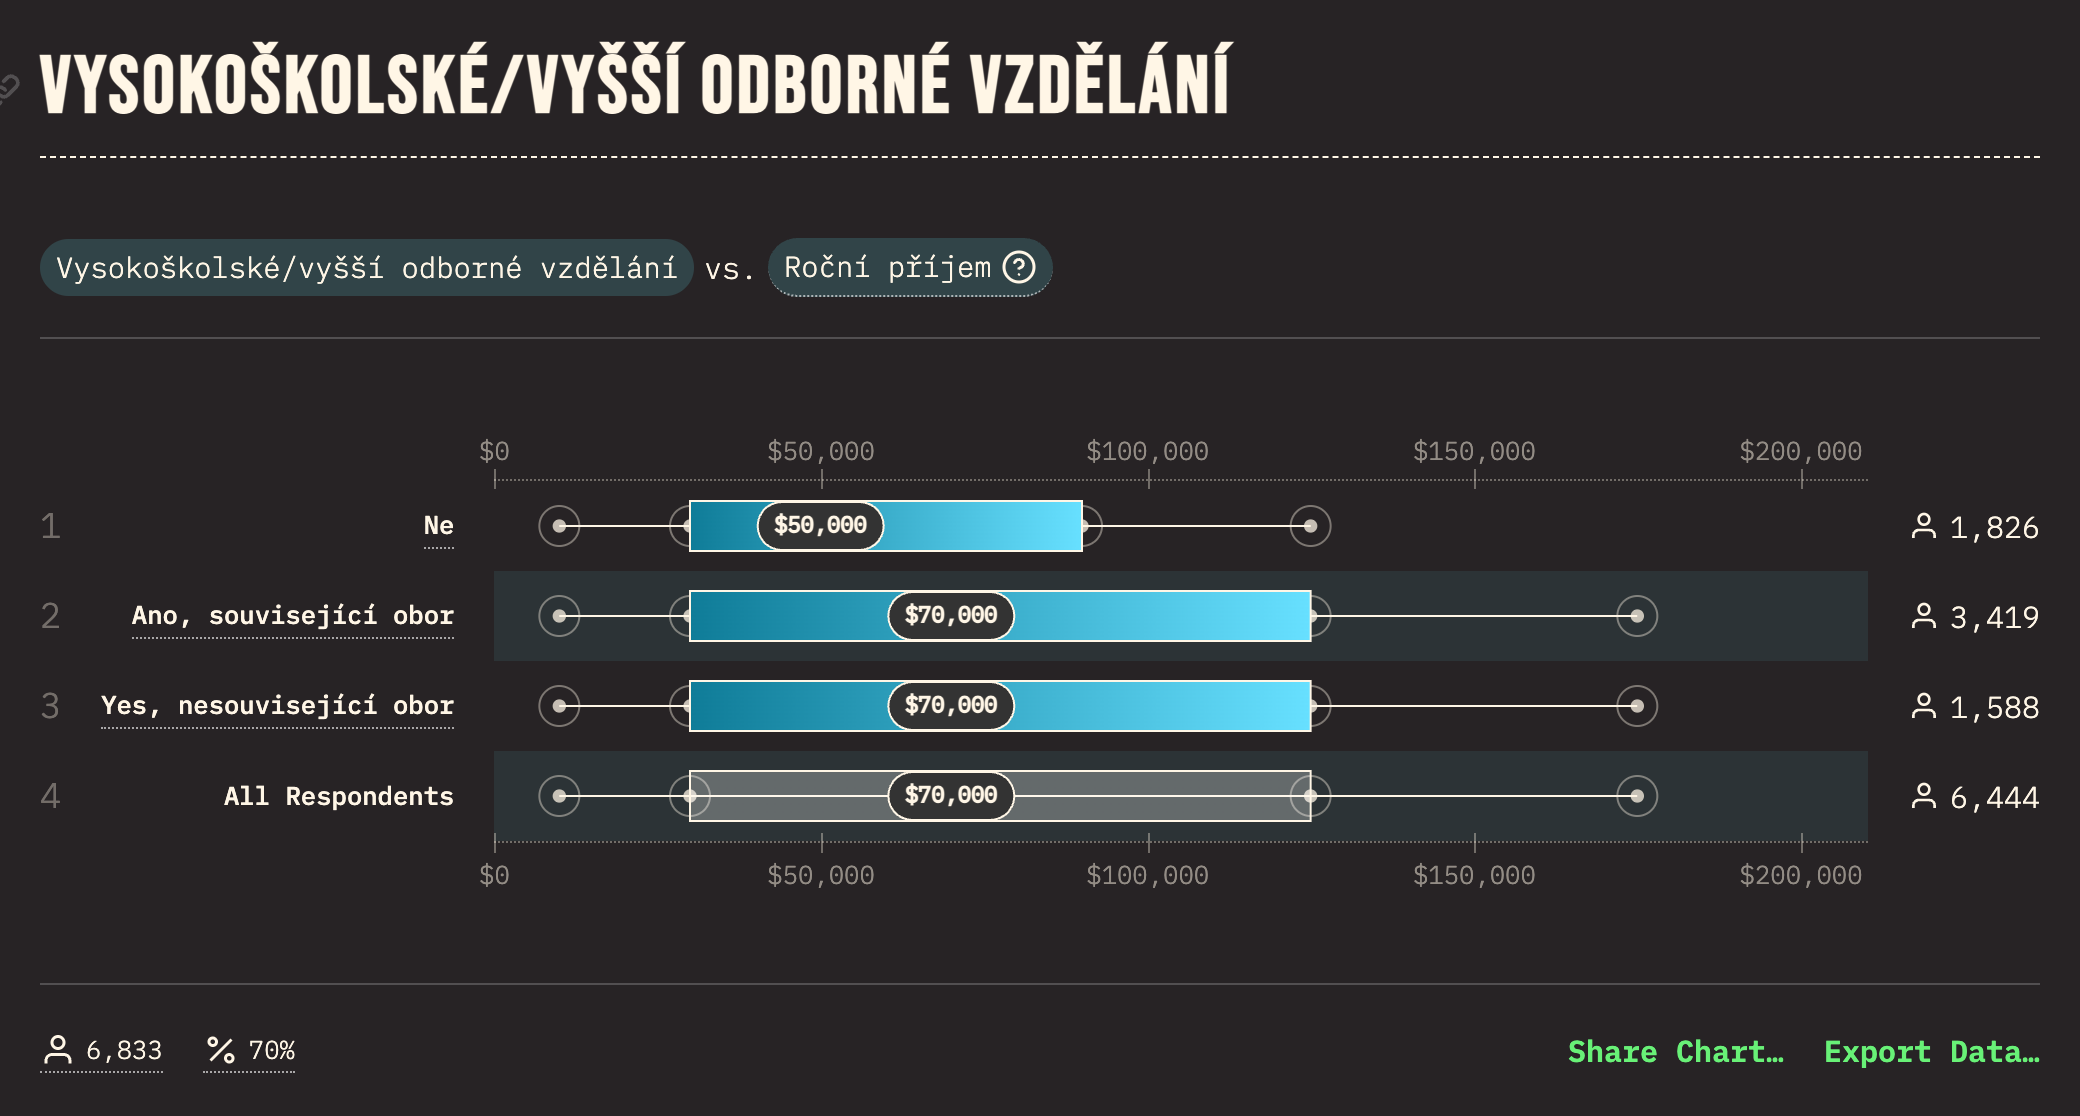 VYSOKOŠKOLSKÉ/VYŠŠÍ ODBORNÉ VZDĚLÁNÍ
Vysokoškolské/vyšší odborné vzdělání vs. Roční příjem ?
$0 $50,000 $100,000 $150,000 $200,000
1 Ne $50,000 1,826
2 Ano, související obor $70,000 3,419
3 Yes, nesouvisející obor $70,000 1,588
4 All Respondents $70,000 6,444
$0 $50,000 $100,000 $150,000 $200,000
6,833 % 70% Share Chart… Export Data…